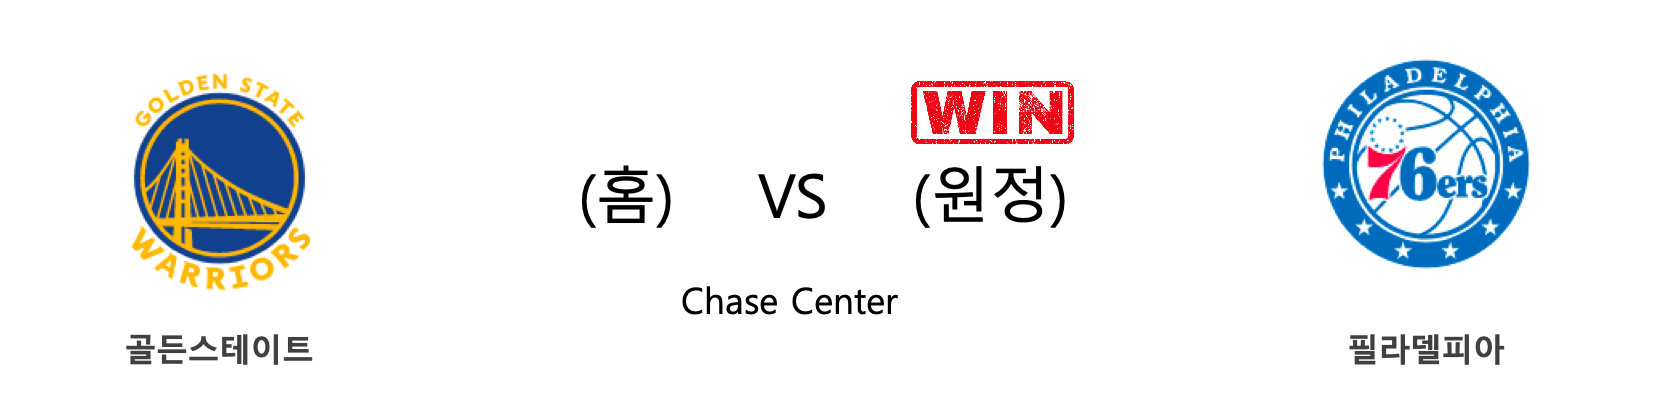 GOLDEN STATE
WARRIORS
골든스테이트
WIN
(홈) VS (원정)
Chase Center
PHILADELPHIA
76ers
필라델피아